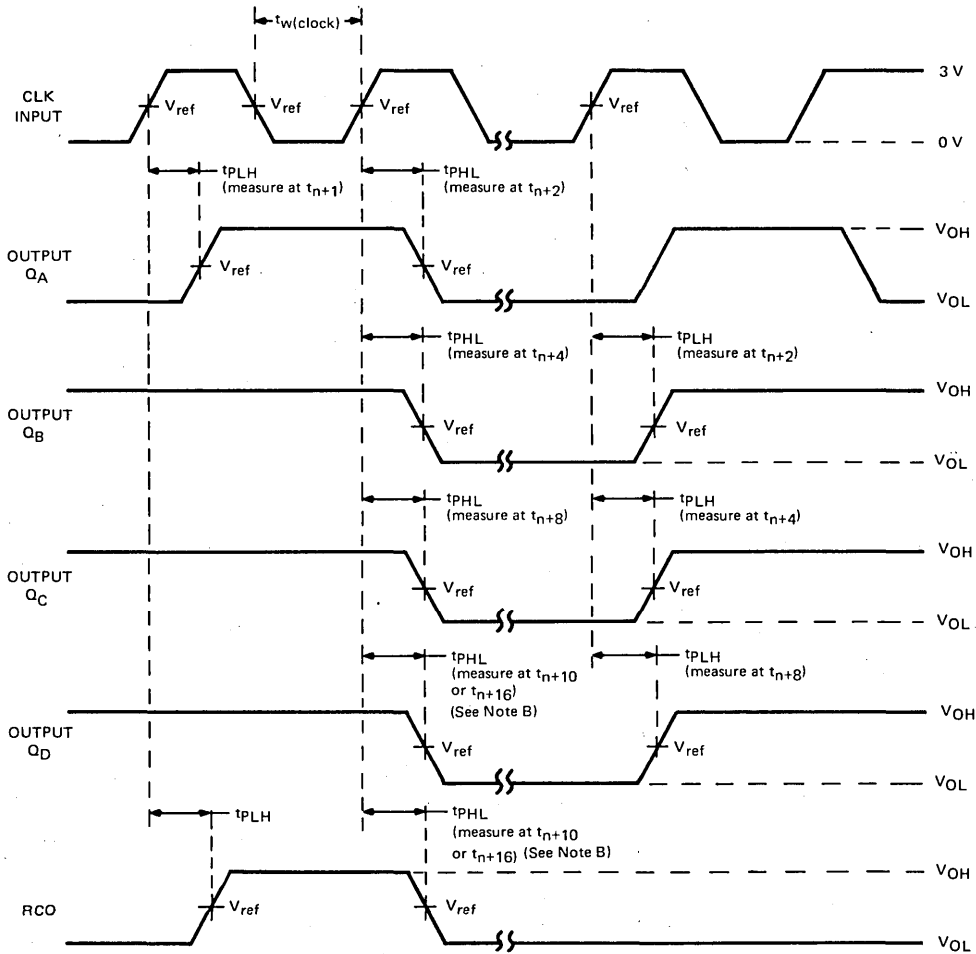 tw(clock)
3 V
CLK
INPUT
Vref
Vref
Vref
Vref
0 V
tPLH
(measure at tn+1)
tPHL
(measure at tn+2)
VOH
OUTPUT
QA
Vref
Vref
VOL
tPHL
(measure at tn+4)
tPLH
(measure at tn+2)
VOH
OUTPUT
QB
Vref
Vref
VOL
tPHL
(measure at tn+8)
tPLH
(measure at tn+4)
VOH
OUTPUT
QC
Vref
Vref
VOL
tPHL
(measure at tn+10
or tn+16)
(See Note B)
tPLH
(measure at tn+8)
VOH
OUTPUT
QD
Vref
Vref
VOL
tPLH
tPHL
(measure at tn+10
or tn+16) (See Note B)
VOH
RCO
Vref
Vref
VOL